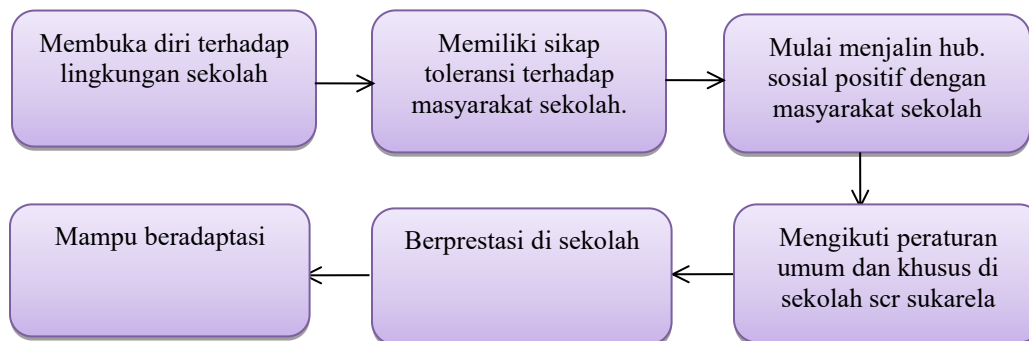 Membuka diri terhadap
lingkungan sekolah
Memiliki sikap
toleransi terhadap
masyarakat sekolah.
Mulai menjalin hub.
sosial positif dengan
masyarakat sekolah
Mengikuti peraturan
umum dan khusus di
sekolah scr sukarela
Berprestasi di sekolah
Mampu beradaptasi